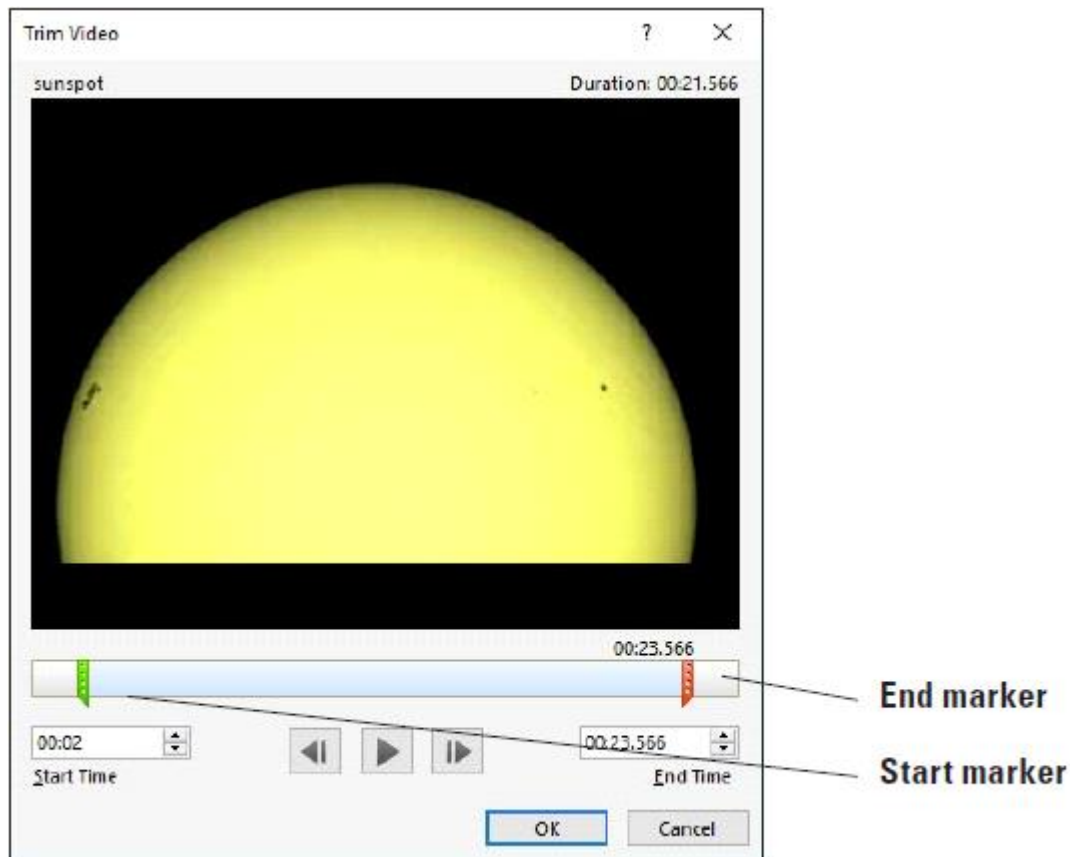 Trim Video
sunspot Duration: 00:21.566
00:23.566
End marker
00:02 00:23.566
Start Time End Time
Start marker
OK Cancel